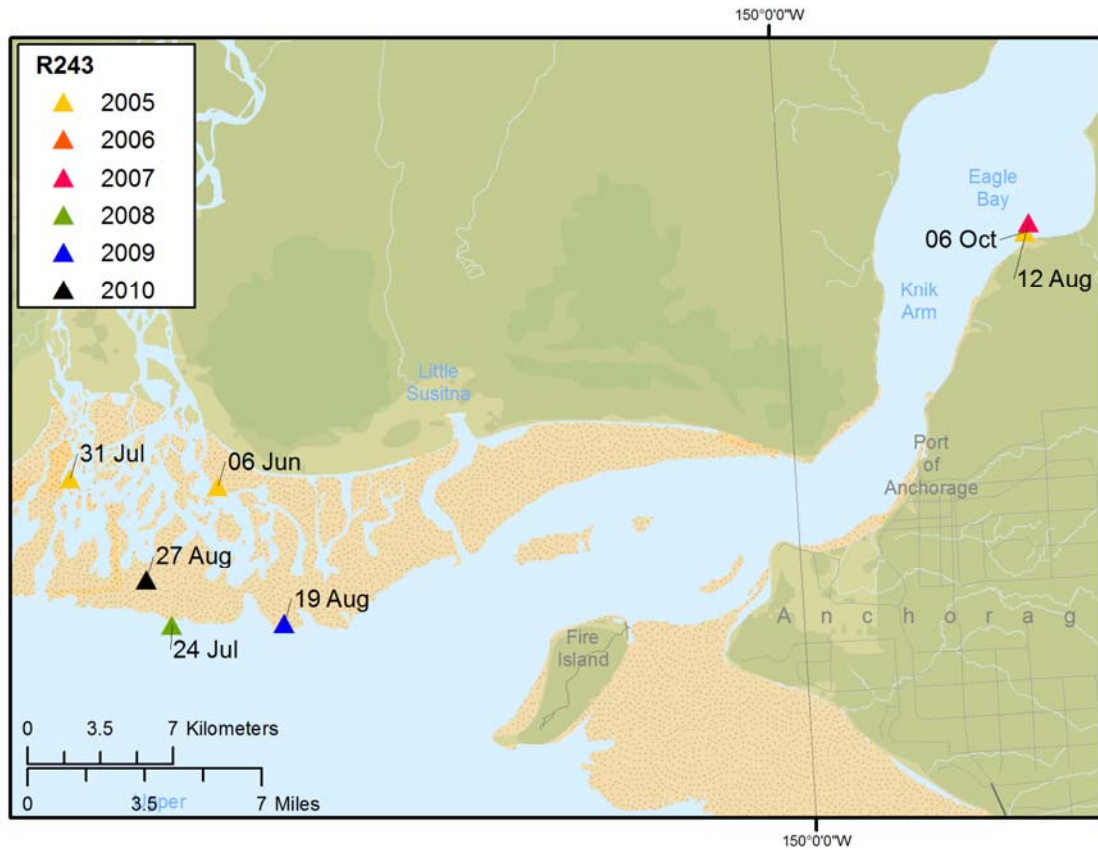 150°0'0"W
R243
2005
2006
2007
2008
2009
2010
Eagle
Bay
06 Oct
12 Aug
Knik
Arm
Little
Susitna
31 Jul
06 Jun
Port
of
Anchorage
27 Aug
19 Aug
24 Jul
Anchorag
Fire
Island
0 3.5 7 Kilometers
0 3.5 7 Miles
Upper
150°0'0"W